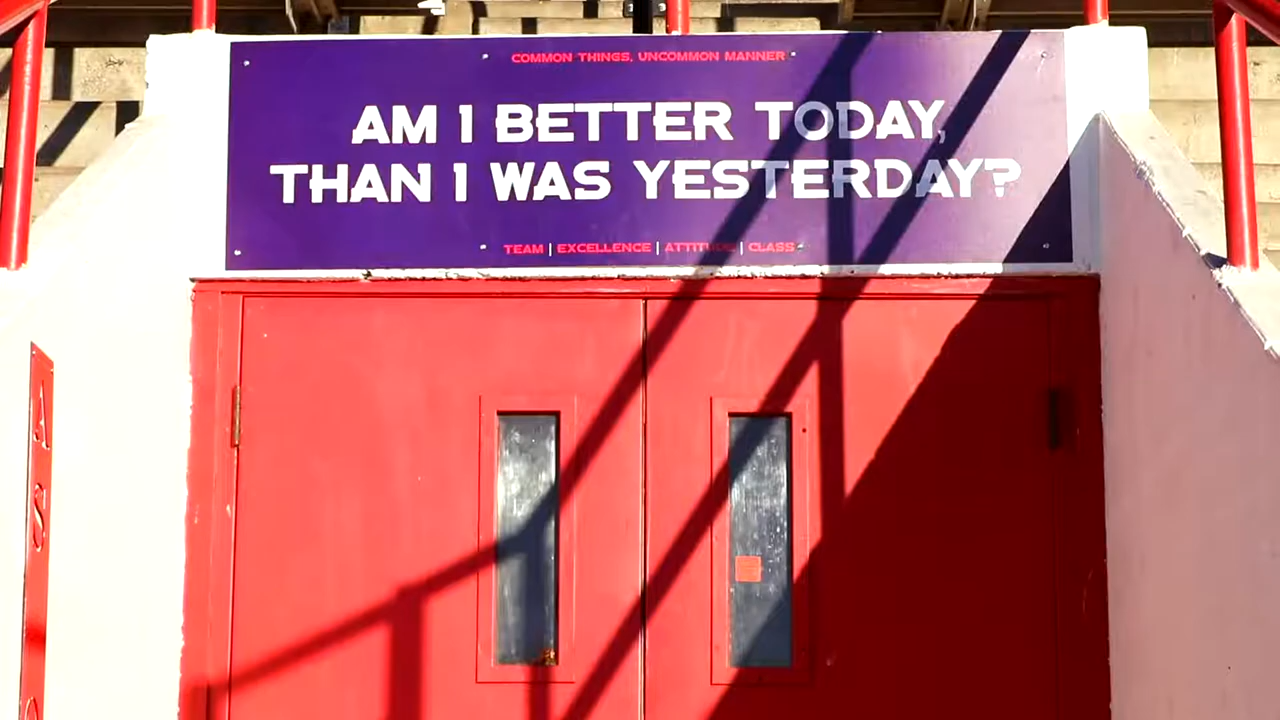 COMMON THINGS, UNCOMMON MANNER
AM I BETTER TODAY,
THAN I WAS YESTERDAY?
TEAM | EXCELLENCE | ATTITUDE | CLASS
A
S